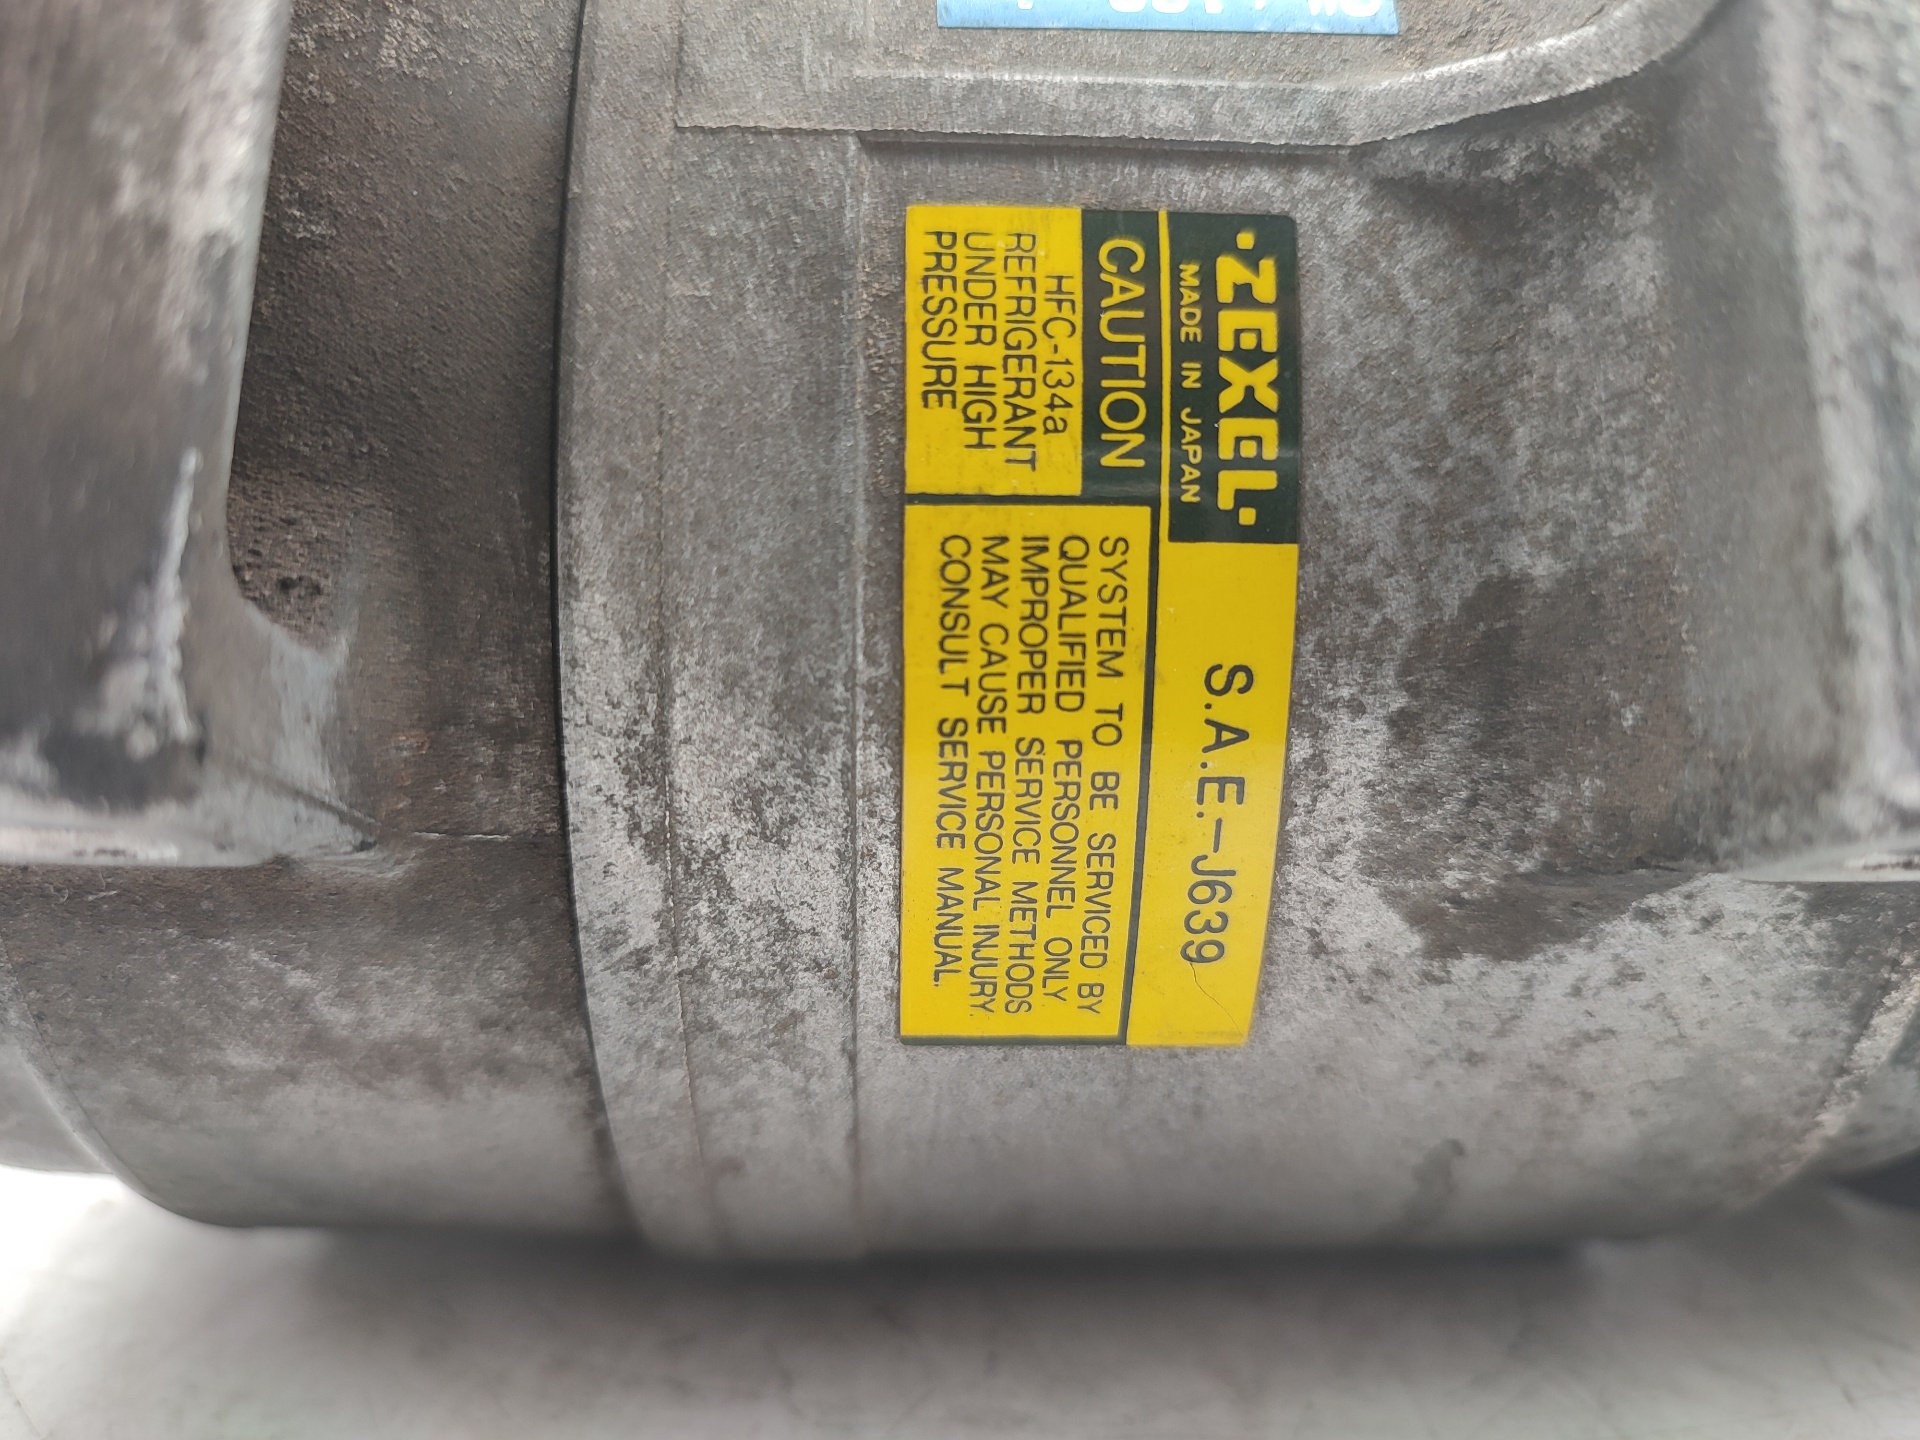 ·ZEXEL·
MADE IN JAPAN
S.A.E.-J639
CAUTION
HFC-134a
REFRIGERANT
UNDER HIGH
PRESSURE
SYSTEM TO BE SERVICED BY
QUALIFIED PERSONNEL ONLY
IMPROPER SERVICE METHODS
MAY CAUSE PERSONAL INJURY.
CONSULT SERVICE MANUAL.